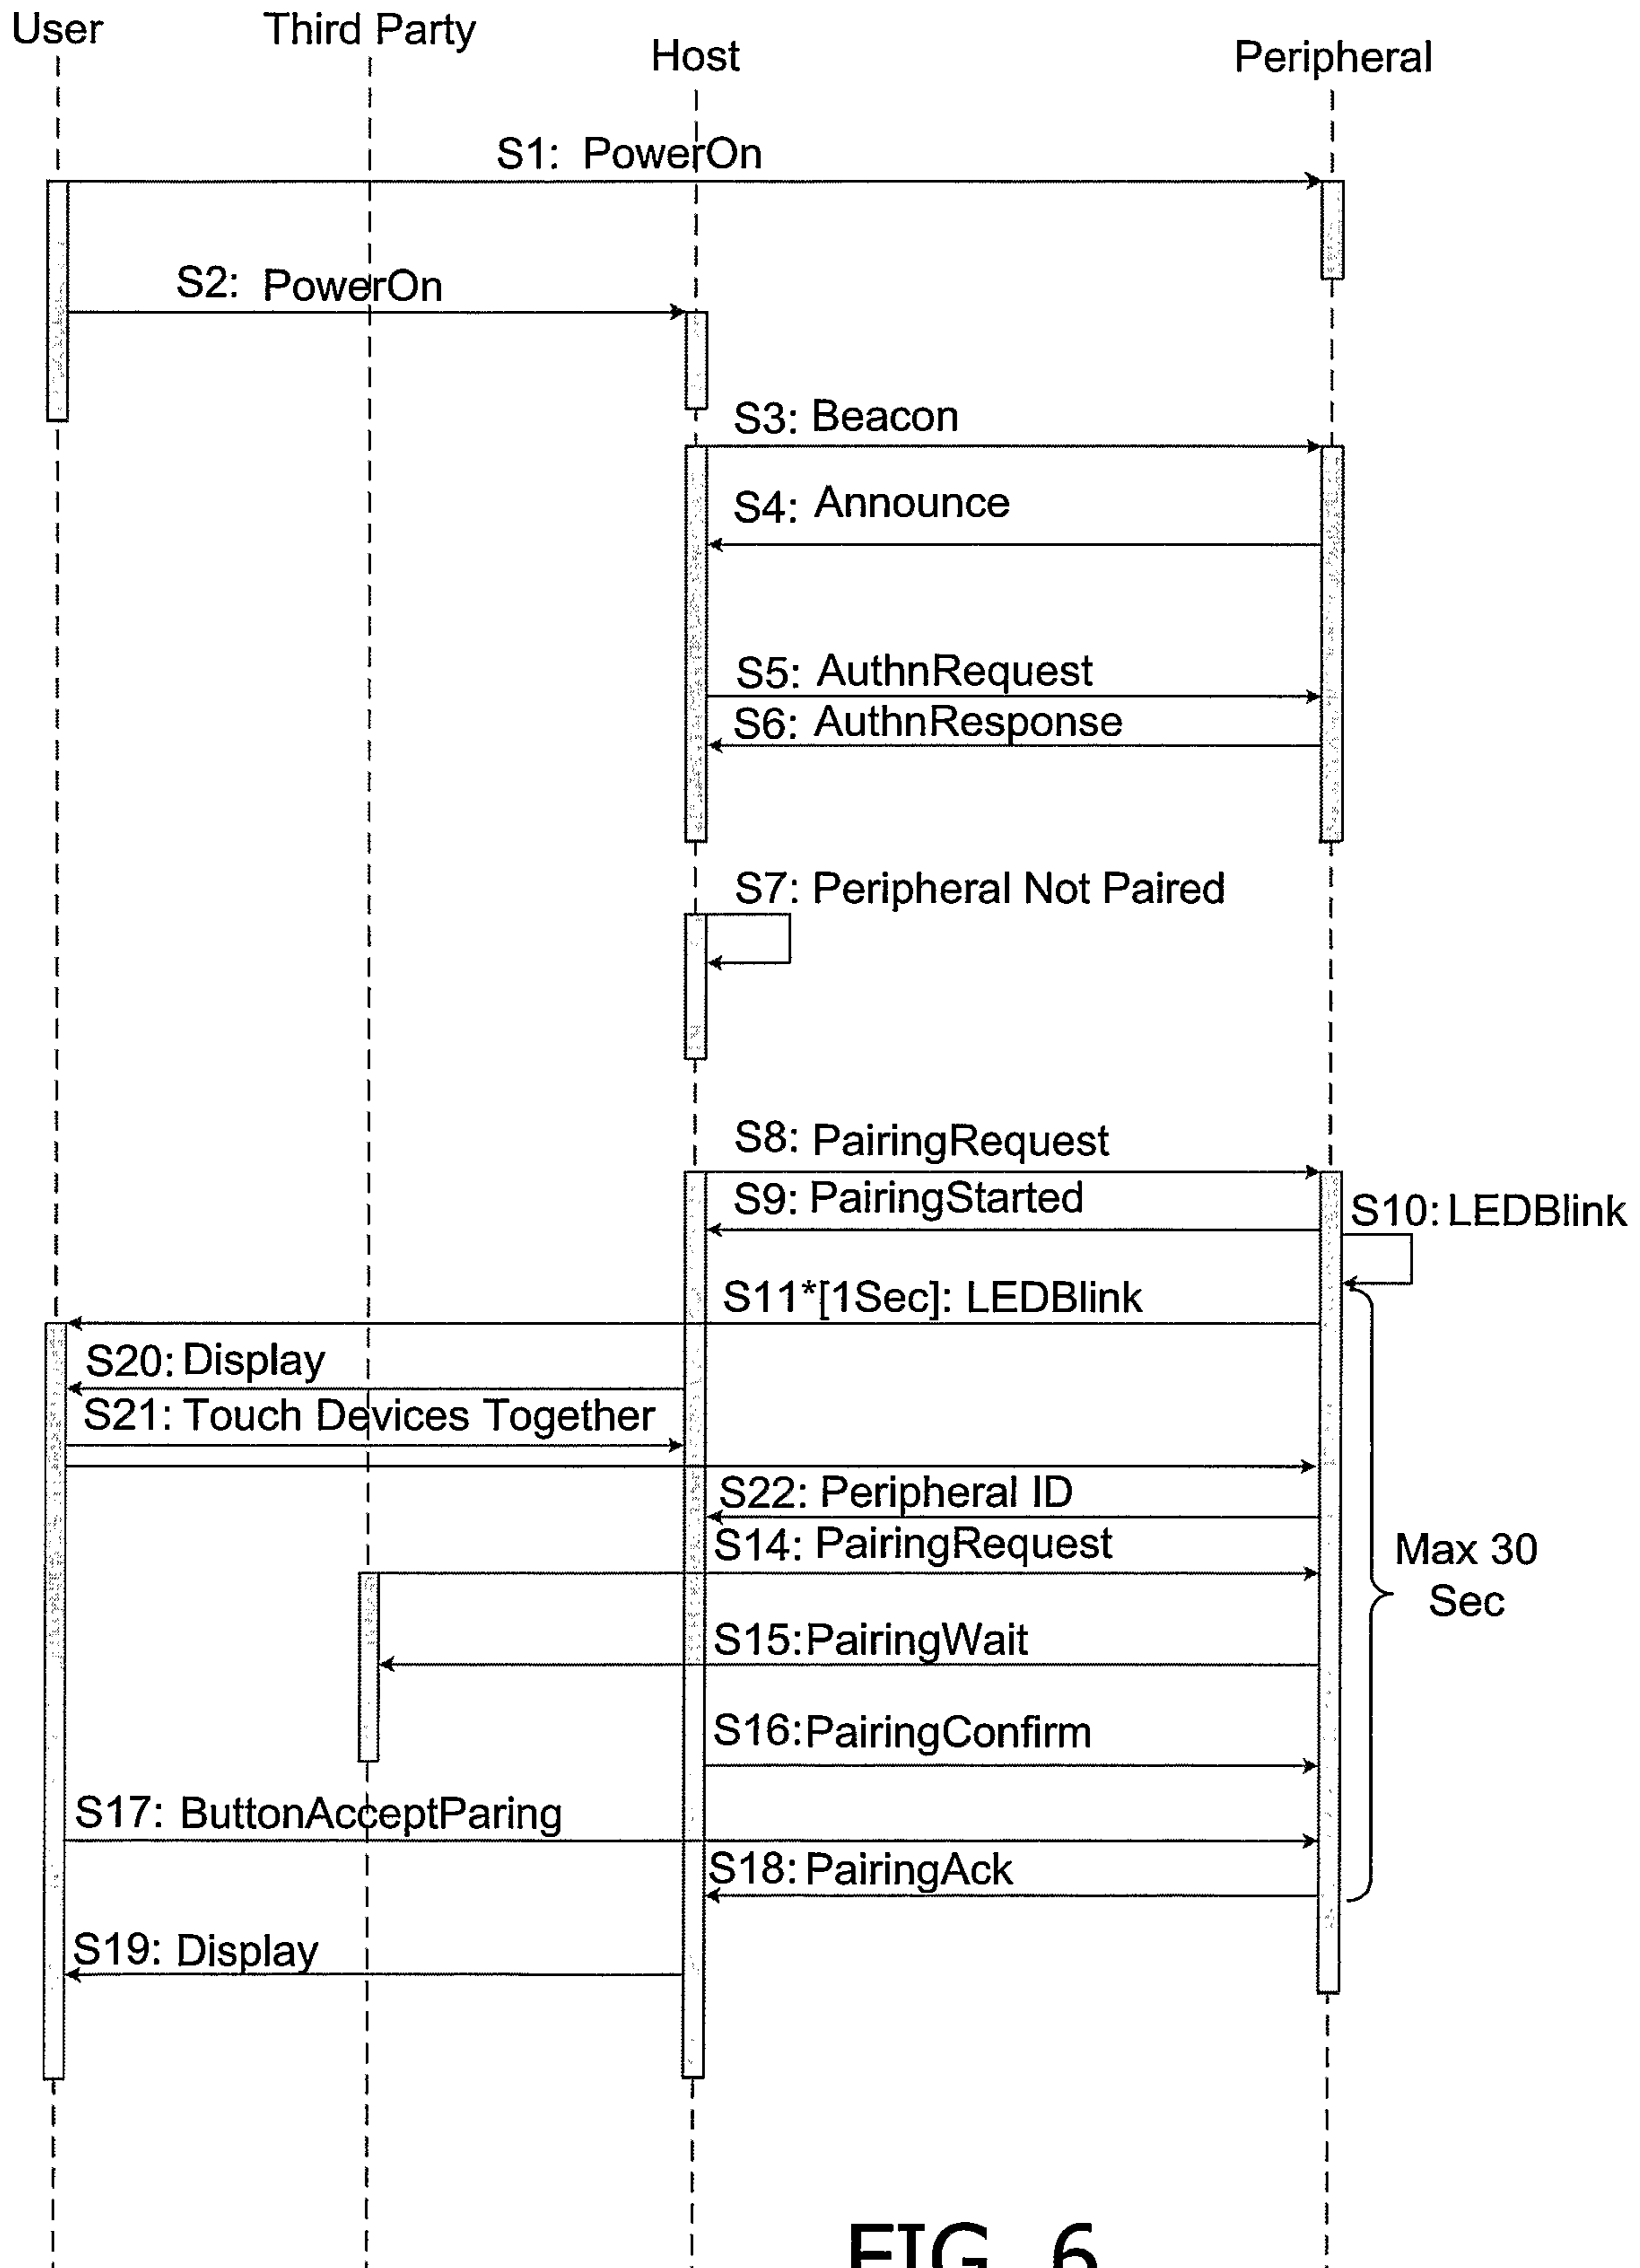 User
Third Party
Host
Peripheral
S1: PowerOn
S2: PowerOn
S3: Beacon
S4: Announce
S5: AuthnRequest
S6: AuthnResponse
S7: Peripheral Not Paired
S8: PairingRequest
S9: PairingStarted
S10: LEDBlink
S11*[1Sec]: LEDBlink
S20: Display
S21: Touch Devices Together
S22: Peripheral ID
S14: PairingRequest
Max 30
Sec
S15: PairingWait
S16: PairingConfirm
S17: ButtonAcceptParing
S18: PairingAck
S19: Display
FIG. 6